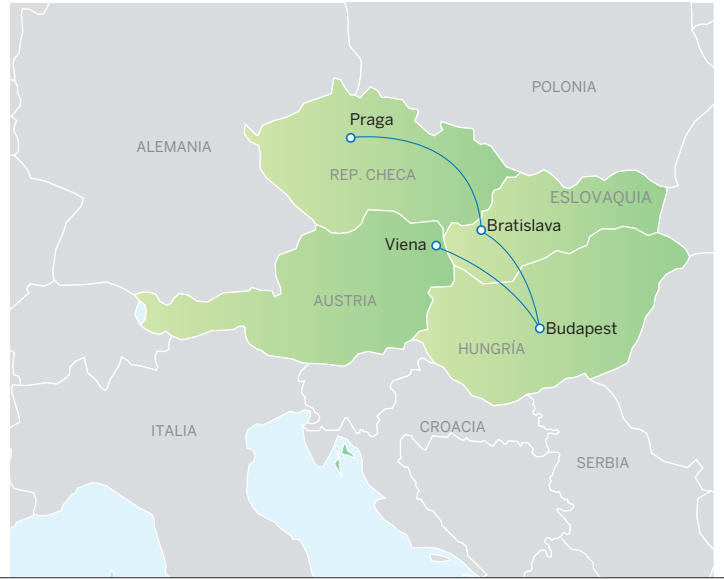 POLONIA
Praga
ALEMANIA
REP. CHECA
ESLOVAQUIA
Bratislava
Viena
AUSTRIA
Budapest
HUNGRÍA
CROACIA
ITALIA
SERBIA